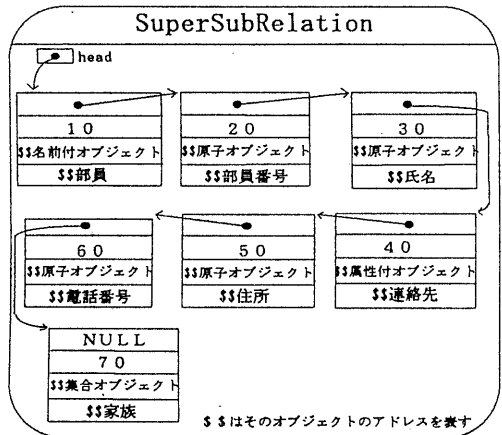 SuperSubRelation
head
10
$$名前付オブジェクト
$$部員
20
$$原子オブジェクト
$$部員番号
30
$$原子オブジェクト
$$氏名
40
$$属性付オブジェクト
$$連絡先
50
$$原子オブジェクト
$$住所
60
$$原子オブジェクト
$$電話番号
NULL
70
$$集合オブジェクト
$$家族
$$はそのオブジェクトのアドレスを表す